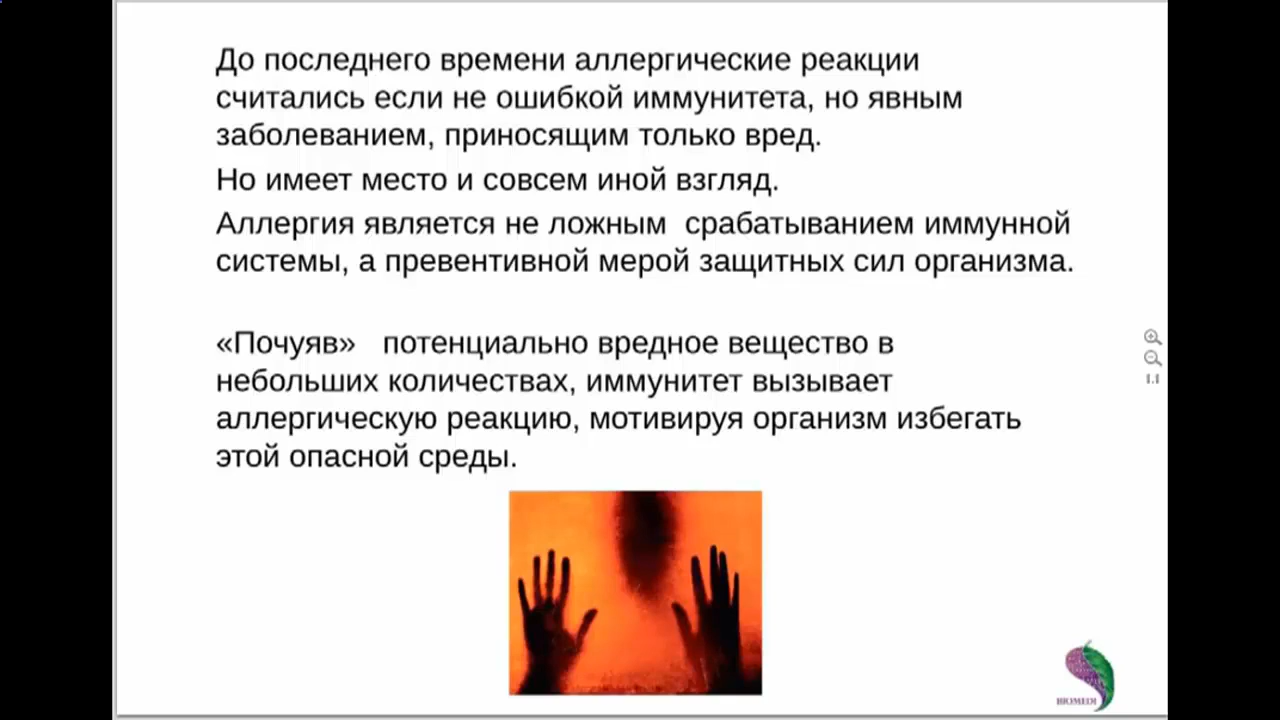 До последнего времени аллергические реакции
считались если не ошибкой иммунитета, но явным
заболеванием, приносящим только вред.
Но имеет место и совсем иной взгляд.
Аллергия является не ложным срабатыванием иммунной
системы, а превентивной мерой защитных сил организма.
«Почуяв» потенциально вредное вещество в
небольших количествах, иммунитет вызывает
аллергическую реакцию, мотивируя организм избегать
этой опасной среды.
1:1